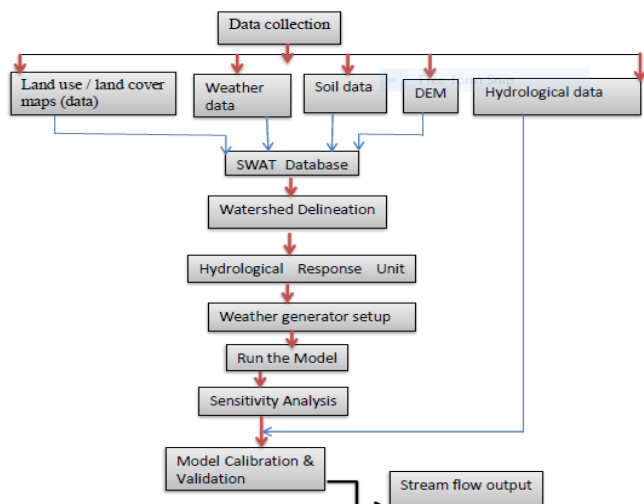 Data collection
Land use / land cover
maps (data)
Weather
data
Soil data
DEM
Hydrological data
SWAT Database
Watershed Delineation
Hydrological Response Unit
Weather generator setup
Run the Model
Sensitivity Analysis
Model Calibration &
Validation
Stream flow output